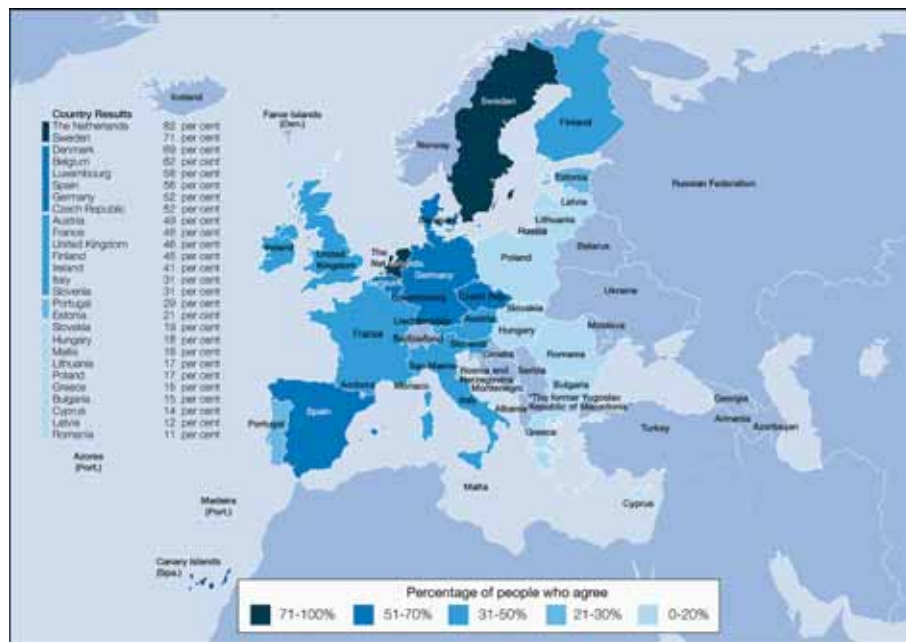 Iceland
Country Results
The Netherlands 82 per cent
Sweden 71 per cent
Denmark 69 per cent
Belgium 62 per cent
Luxembourg 58 per cent
Spain 56 per cent
Germany 52 per cent
Czech Republic 52 per cent
Austria 49 per cent
France 48 per cent
United Kingdom 46 per cent
Finland 45 per cent
Ireland 41 per cent
Italy 31 per cent
Slovenia 31 per cent
Portugal 29 per cent
Estonia 21 per cent
Slovakia 19 per cent
Hungary 18 per cent
Malta 18 per cent
Lithuania 17 per cent
Poland 17 per cent
Greece 15 per cent
Bulgaria 15 per cent
Cyprus 14 per cent
Latvia 12 per cent
Romania 11 per cent
Faroe Islands
(Den.)
Sweden
Finland
Norway
Russian Federation
Estonia
Latvia
Lithuania
Russia
Belarus
Ireland
United
Kingdom
The
Netherlands
Germany
Poland
Ukraine
Luxembourg
Czech Rep.
Slovakia
Liechtenstein
Austria
France
Switzerland
Slovenia
Hungary
Moldova
Romania
Croatia
San Marino
Bosnia and
Herzegovina
Serbia
Montenegro
Bulgaria
Andorra
Monaco
Italy
Albania
"The former Yugoslav
Republic of Macedonia"
Georgia
Armenia
Azerbaijan
Portugal
Spain
Greece
Turkey
Azores
(Port.)
Malta
Cyprus
Madeira
(Port.)
Canary Islands
(Spa.)
Percentage of people who agree
71-100% 51-70% 31-50% 21-30% 0-20%